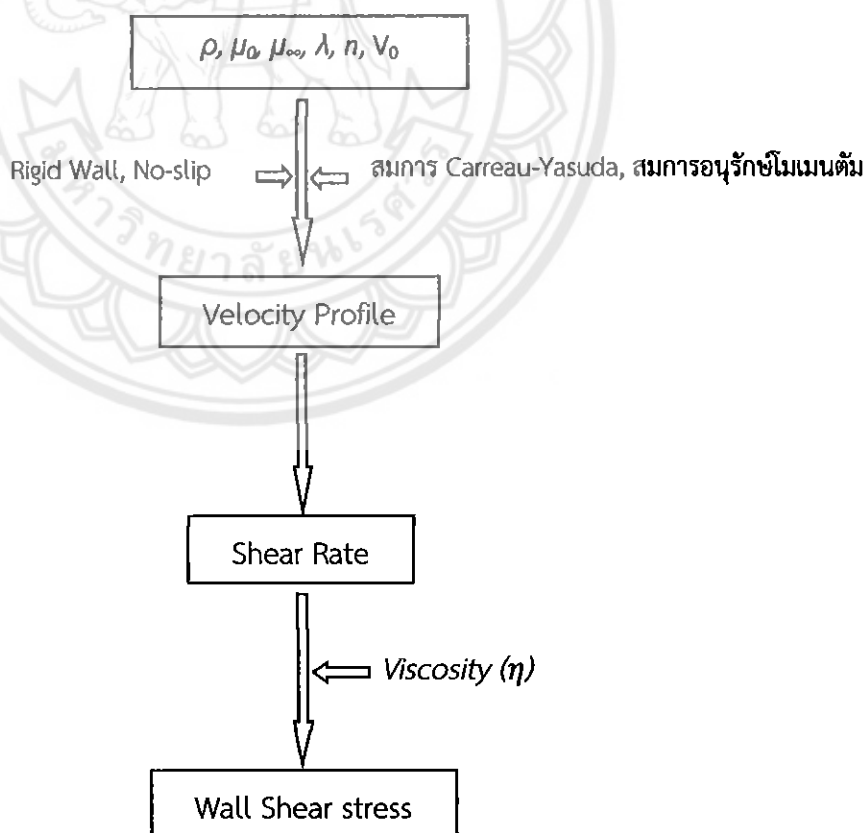 ρ, μ₀, μ∞, λ, n, V₀
Rigid Wall, No-slip
สมการ Carreau-Yasuda, สมการอนุรักษ์โมเมนตัม
Velocity Profile
Shear Rate
Viscosity (η)
Wall Shear stress